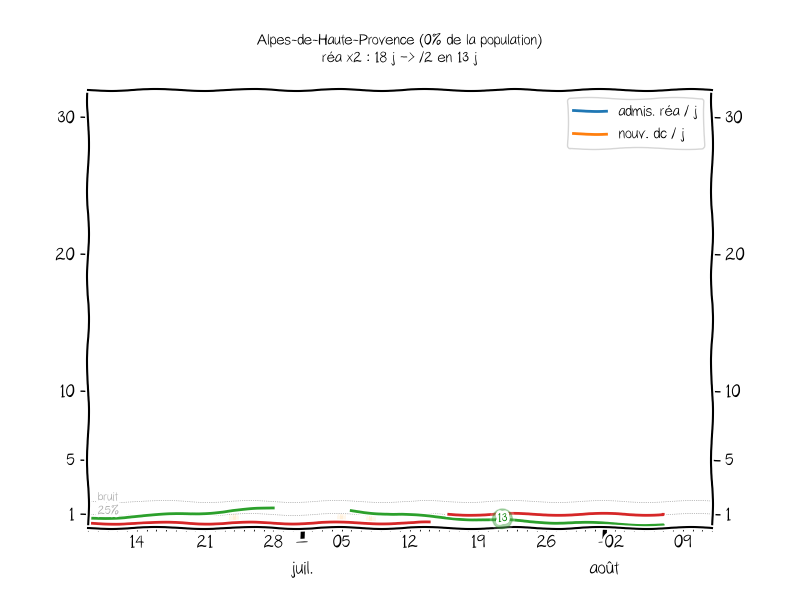 Alpes-de-Haute-Provence (0% de la population)
réa x2 : 18 j -> /2 en 13 j
admis. réa / j
nouv. dc / j
30
20
10
5
1
30
20
10
5
1
bruit
25%
13
14 21 28 05 12 19 26 02 09
juil. août